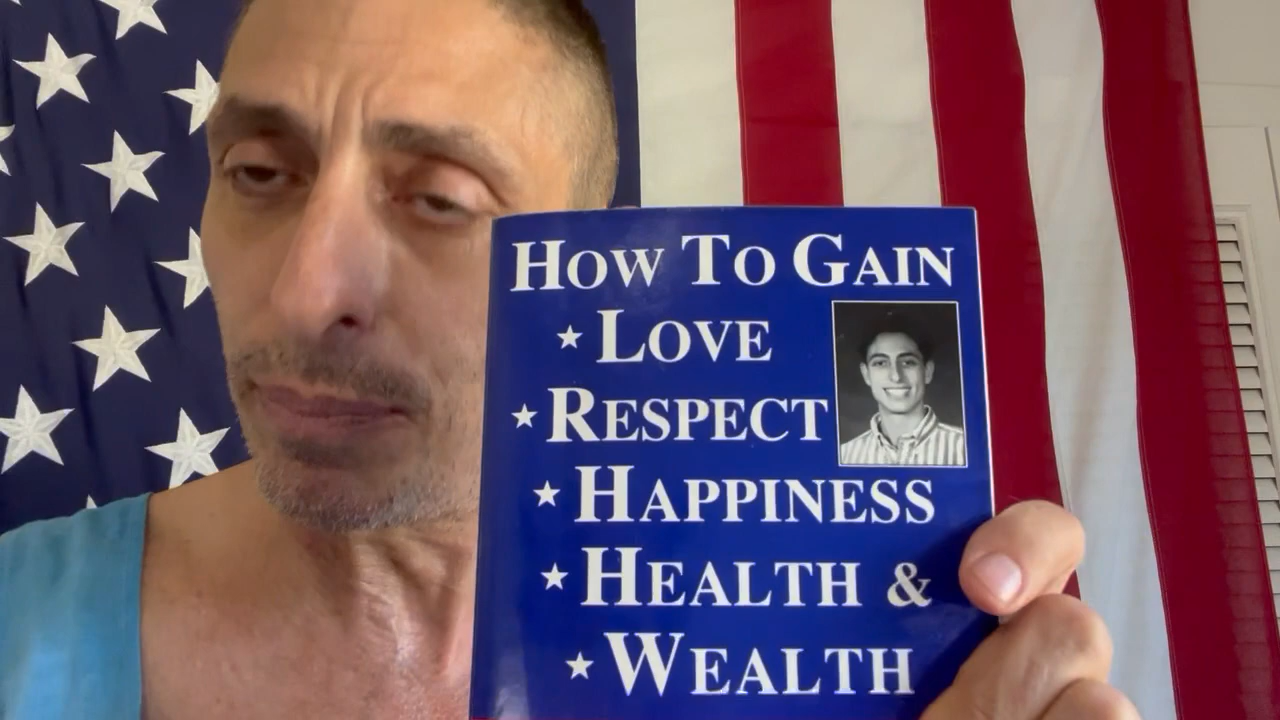 How To Gain
★ Love
★ Respect
★ Happiness
★ Health &
★ Wealth